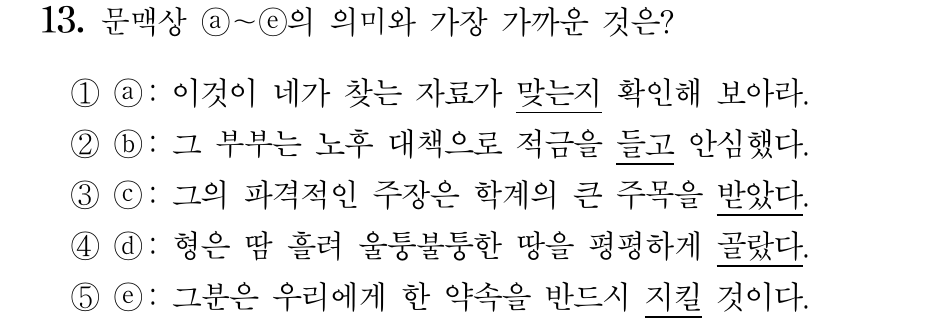 13. 문맥상 ⓐ~ⓔ의 의미와 가장 가까운 것은?
① ⓐ: 이것이 네가 찾는 자료가 맞는지 확인해 보아라.
② ⓑ: 그 부부는 노후 대책으로 적금을 들고 안심했다.
③ ⓒ: 그의 파격적인 주장은 학계의 큰 주목을 받았다.
④ ⓓ: 형은 땀 흘려 울퉁불퉁한 땅을 평평하게 골랐다.
⑤ ⓔ: 그분은 우리에게 한 약속을 반드시 지킬 것이다.